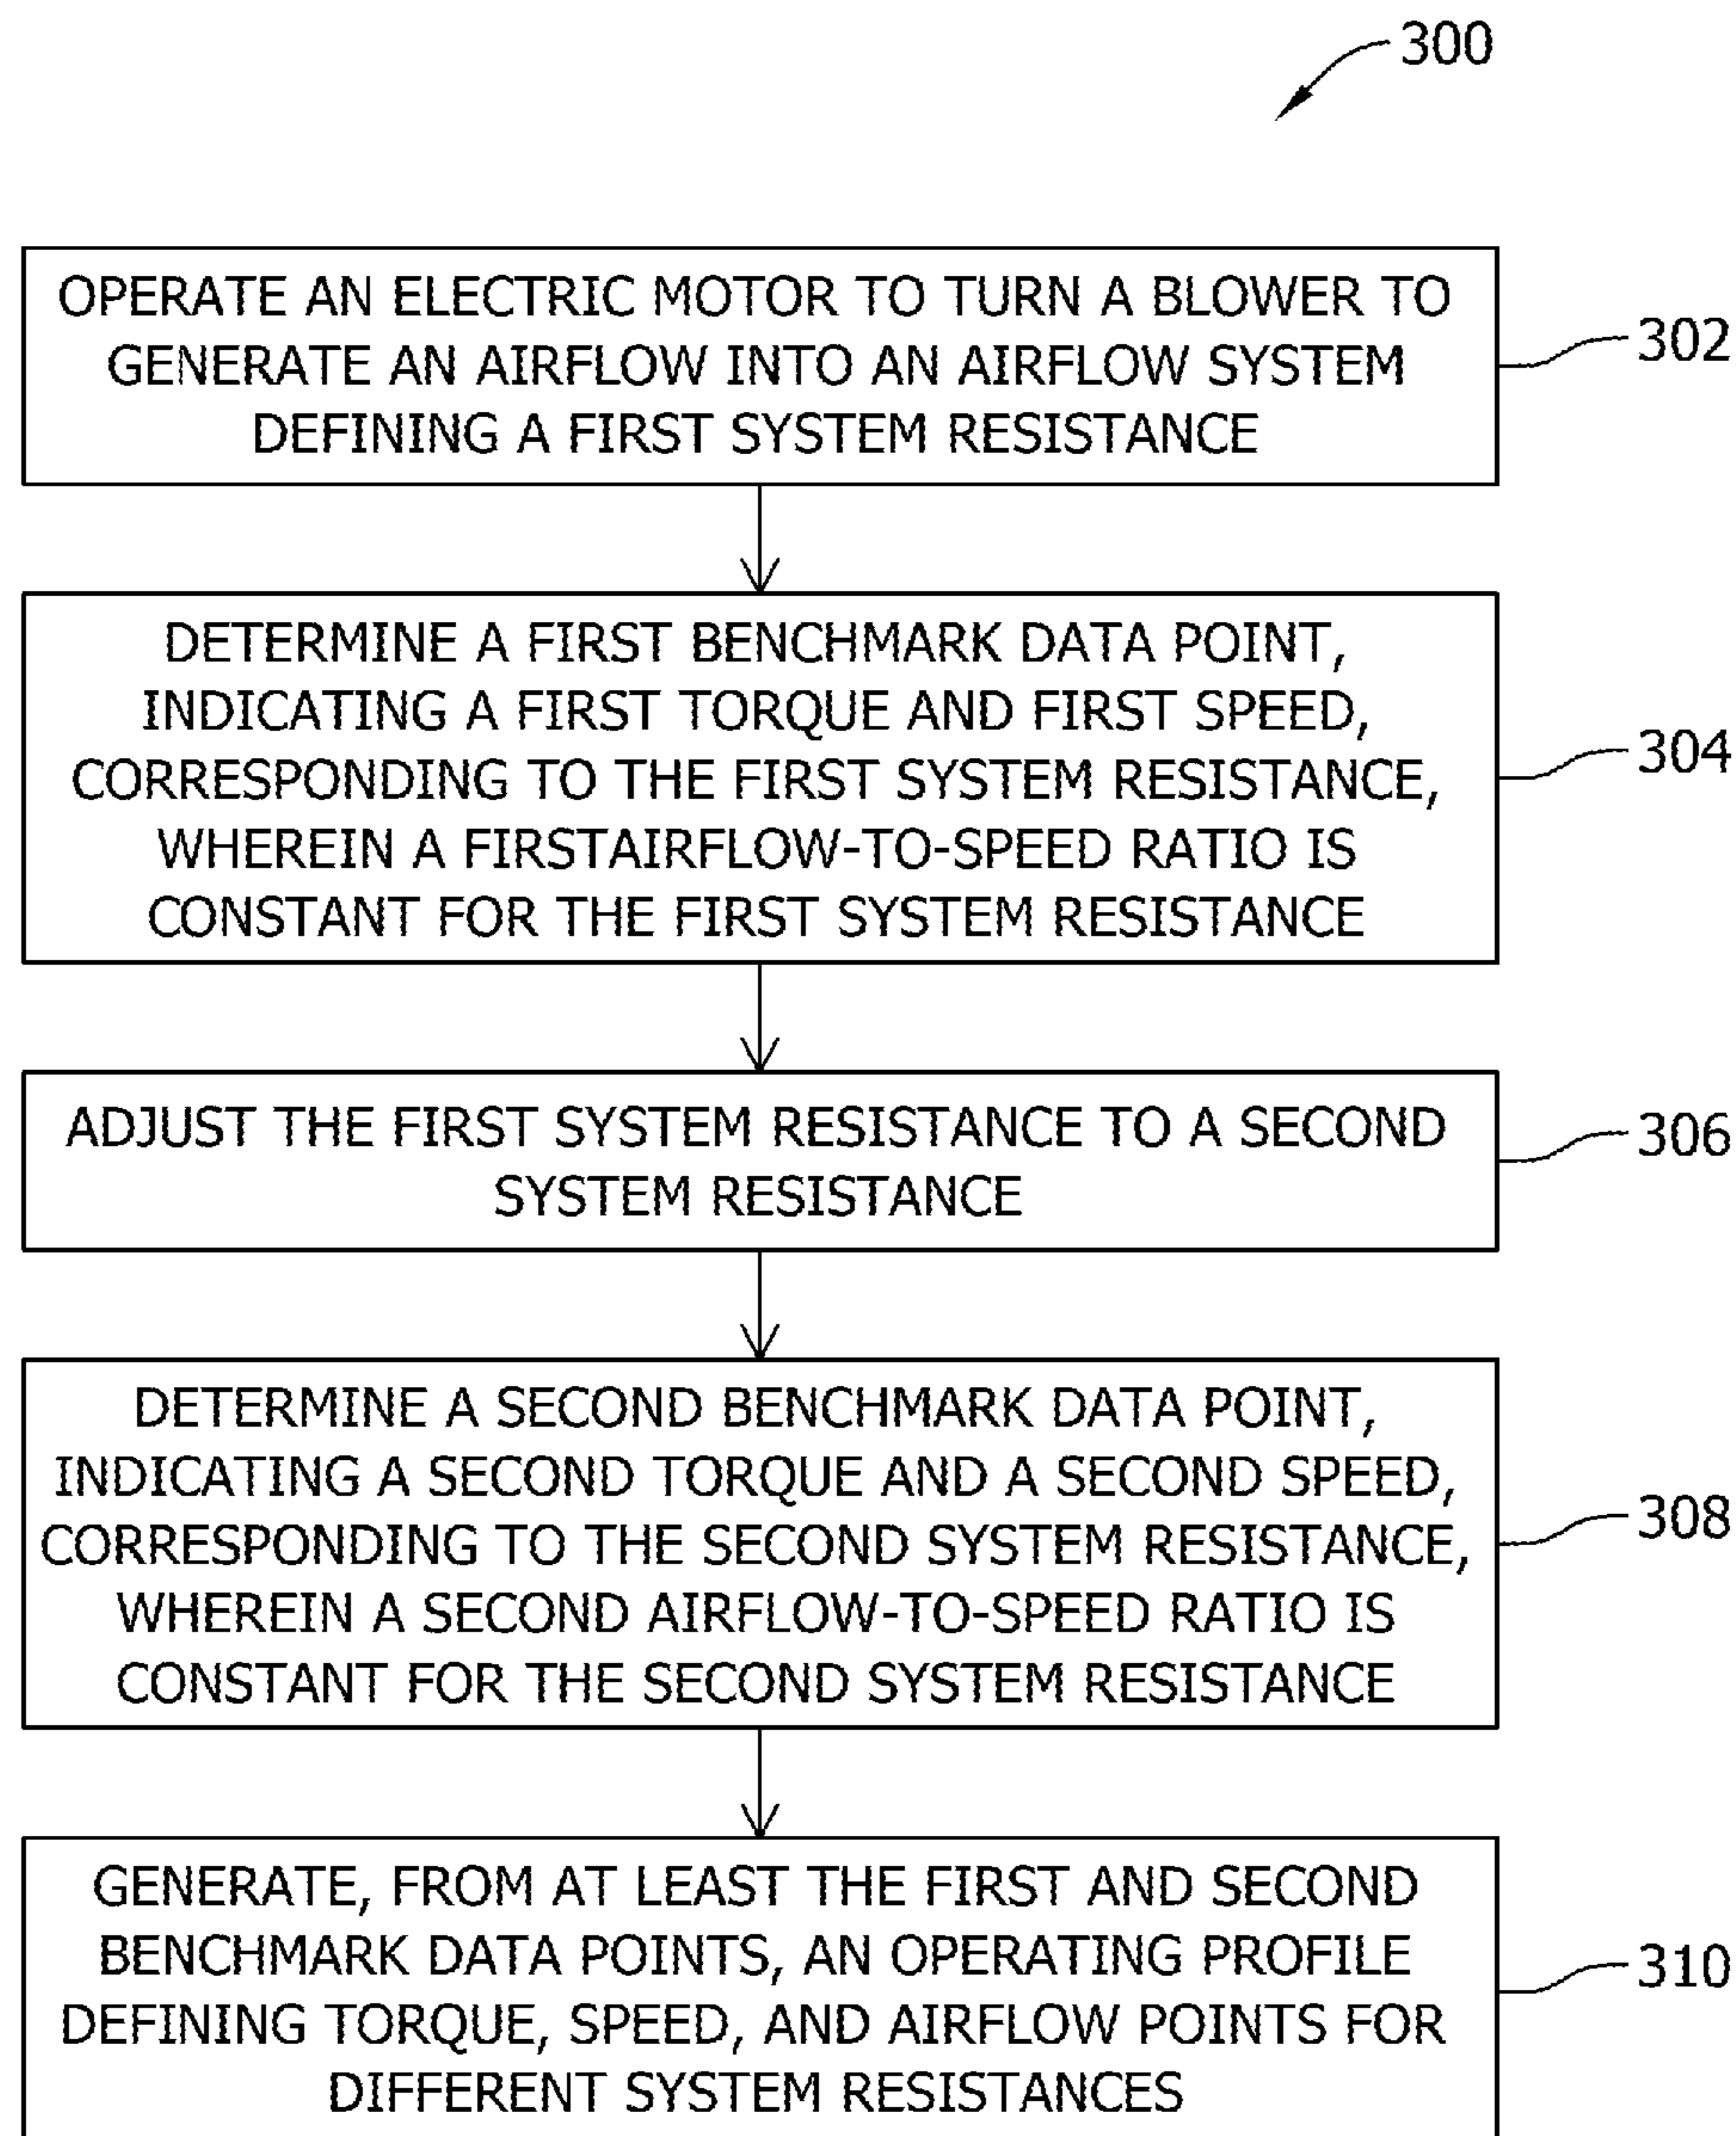 300
OPERATE AN ELECTRIC MOTOR TO TURN A BLOWER TO
GENERATE AN AIRFLOW INTO AN AIRFLOW SYSTEM
DEFINING A FIRST SYSTEM RESISTANCE
302
DETERMINE A FIRST BENCHMARK DATA POINT,
INDICATING A FIRST TORQUE AND FIRST SPEED,
CORRESPONDING TO THE FIRST SYSTEM RESISTANCE,
WHEREIN A FIRSTAIRFLOW-TO-SPEED RATIO IS
CONSTANT FOR THE FIRST SYSTEM RESISTANCE
304
ADJUST THE FIRST SYSTEM RESISTANCE TO A SECOND
SYSTEM RESISTANCE
306
DETERMINE A SECOND BENCHMARK DATA POINT,
INDICATING A SECOND TORQUE AND A SECOND SPEED,
CORRESPONDING TO THE SECOND SYSTEM RESISTANCE,
WHEREIN A SECOND AIRFLOW-TO-SPEED RATIO IS
CONSTANT FOR THE SECOND SYSTEM RESISTANCE
308
GENERATE, FROM AT LEAST THE FIRST AND SECOND
BENCHMARK DATA POINTS, AN OPERATING PROFILE
DEFINING TORQUE, SPEED, AND AIRFLOW POINTS FOR
DIFFERENT SYSTEM RESISTANCES
310